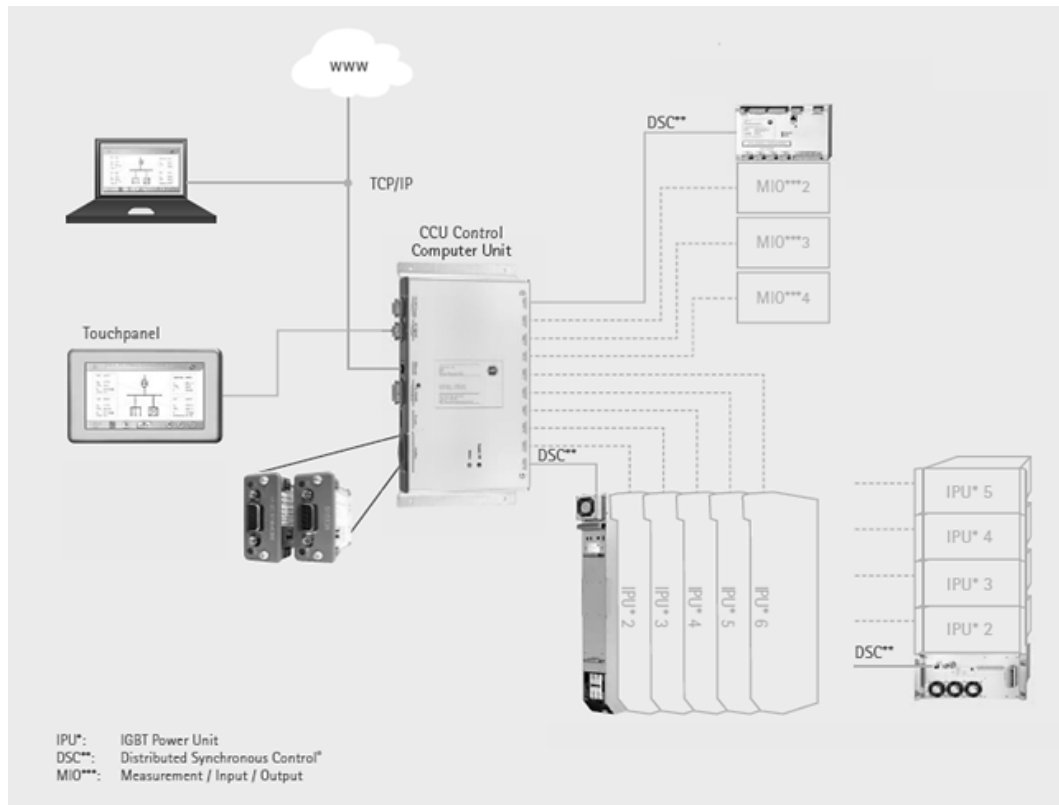 WWW
DSC**
TCP/IP
MIO***2
CCU Control
Computer Unit
MIO***3
MIO***4
Touchpanel
DSC**
IPU* 2
IPU* 3
IPU* 4
IPU* 5
IPU* 6
IPU* 5
IPU* 4
IPU* 3
IPU* 2
DSC**
IPU*: IGBT Power Unit
DSC**: Distributed Synchronous Control®
MIO***: Measurement / Input / Output